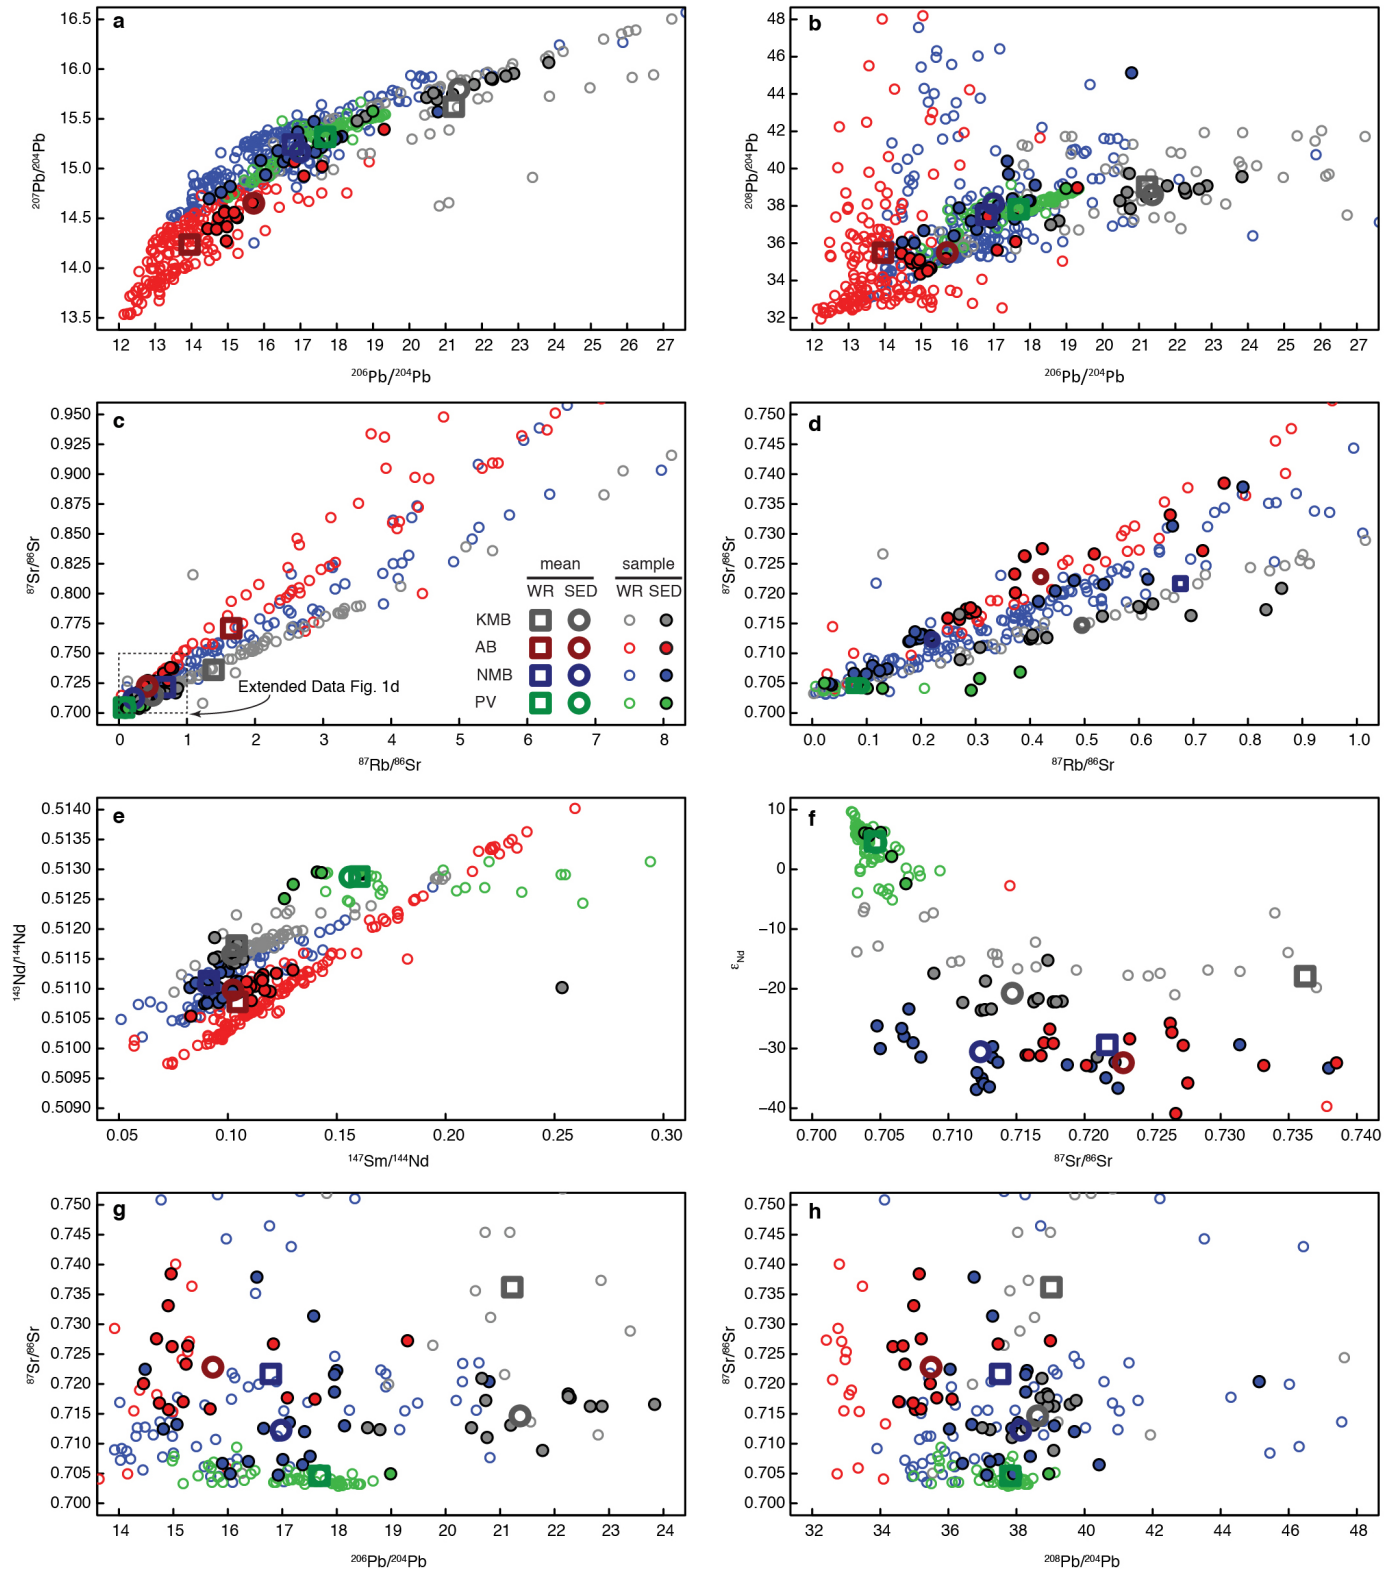 a
16.5
16.0
15.5
15.0
14.5
14.0
13.5
²⁰⁷Pb/²⁰⁴Pb
12 13 14 15 16 17 18 19 20 21 22 23 24 25 26 27
²⁰⁶Pb/²⁰⁴Pb
b
48
46
44
42
40
38
36
34
32
²⁰⁸Pb/²⁰⁴Pb
12 13 14 15 16 17 18 19 20 21 22 23 24 25 26 27
²⁰⁶Pb/²⁰⁴Pb
c
0.950
0.925
0.900
0.875
0.850
0.825
0.800
0.775
0.750
0.725
0.700
⁸⁷Sr/⁸⁶Sr
mean sample
WR SED WR SED
KMB
AB
NMB
PV
Extended Data Fig. 1d
0 1 2 3 4 5 6 7 8
⁸⁷Rb/⁸⁶Sr
d
0.750
0.745
0.740
0.735
0.730
0.725
0.720
0.715
0.710
0.705
0.700
⁸⁷Sr/⁸⁶Sr
0.0 0.1 0.2 0.3 0.4 0.5 0.6 0.7 0.8 0.9 1.0
⁸⁷Rb/⁸⁶Sr
e
0.5140
0.5135
0.5130
0.5125
0.5120
0.5115
0.5110
0.5105
0.5100
0.5095
0.5090
¹⁴³Nd/¹⁴⁴Nd
0.05 0.10 0.15 0.20 0.25 0.30
¹⁴⁷Sm/¹⁴⁴Nd
f
10
0
−10
−20
−30
−40
εNd
0.700 0.705 0.710 0.715 0.720 0.725 0.730 0.735 0.740
⁸⁷Sr/⁸⁶Sr
g
0.750
0.745
0.740
0.735
0.730
0.725
0.720
0.715
0.710
0.705
0.700
⁸⁷Sr/⁸⁶Sr
14 15 16 17 18 19 20 21 22 23 24
²⁰⁶Pb/²⁰⁴Pb
h
0.750
0.745
0.740
0.735
0.730
0.725
0.720
0.715
0.710
0.705
0.700
⁸⁷Sr/⁸⁶Sr
32 34 36 38 40 42 44 46 48
²⁰⁸Pb/²⁰⁴Pb